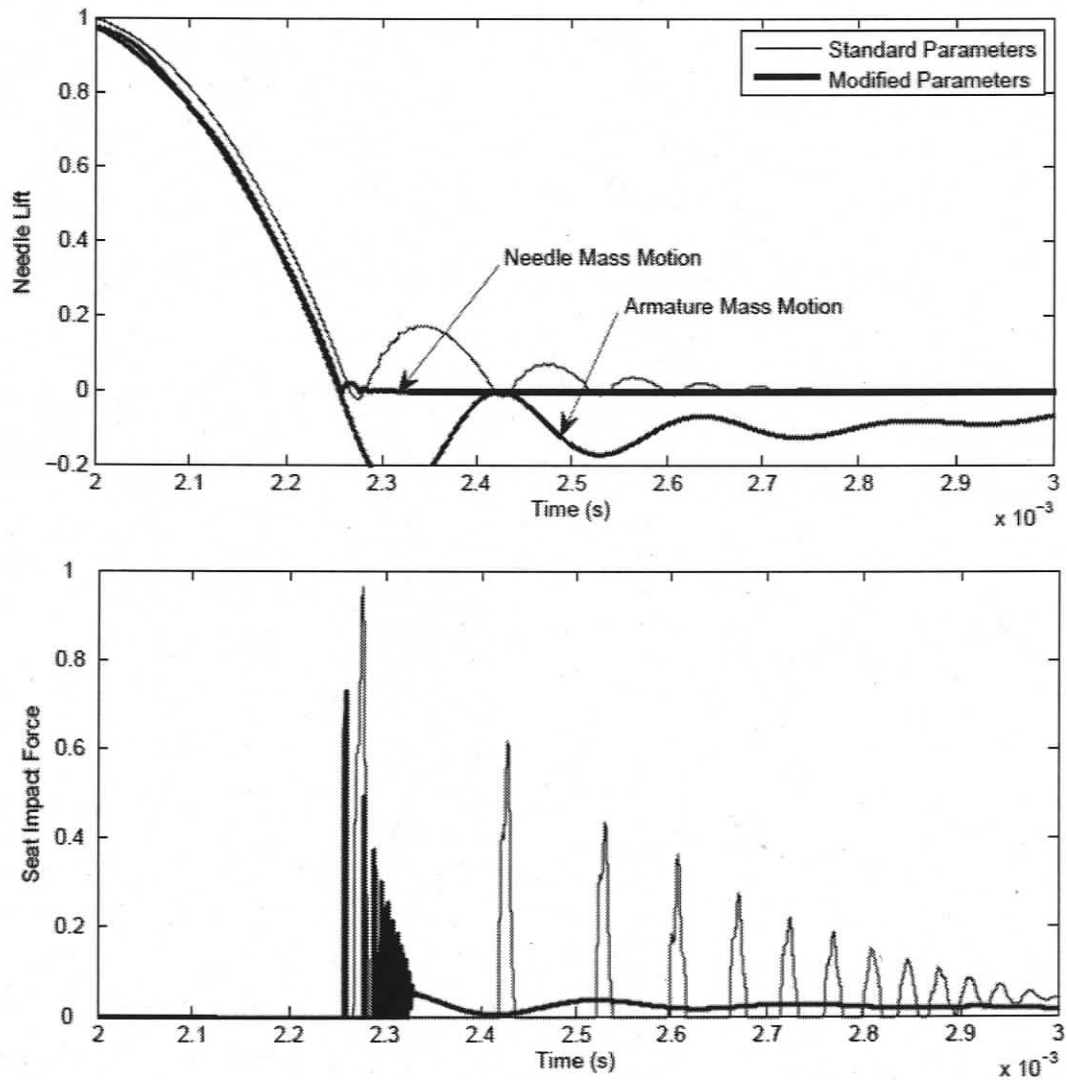 1
0.8
0.6
0.4
0.2
0
−0.2
Needle Lift
Standard Parameters
Modified Parameters
Needle Mass Motion
Armature Mass Motion
2 2.1 2.2 2.3 2.4 2.5 2.6 2.7 2.8 2.9 3
Time (s)
x 10⁻³
1
0.8
0.6
0.4
0.2
0
Seat Impact Force
2 2.1 2.2 2.3 2.4 2.5 2.6 2.7 2.8 2.9 3
Time (s)
x 10⁻³